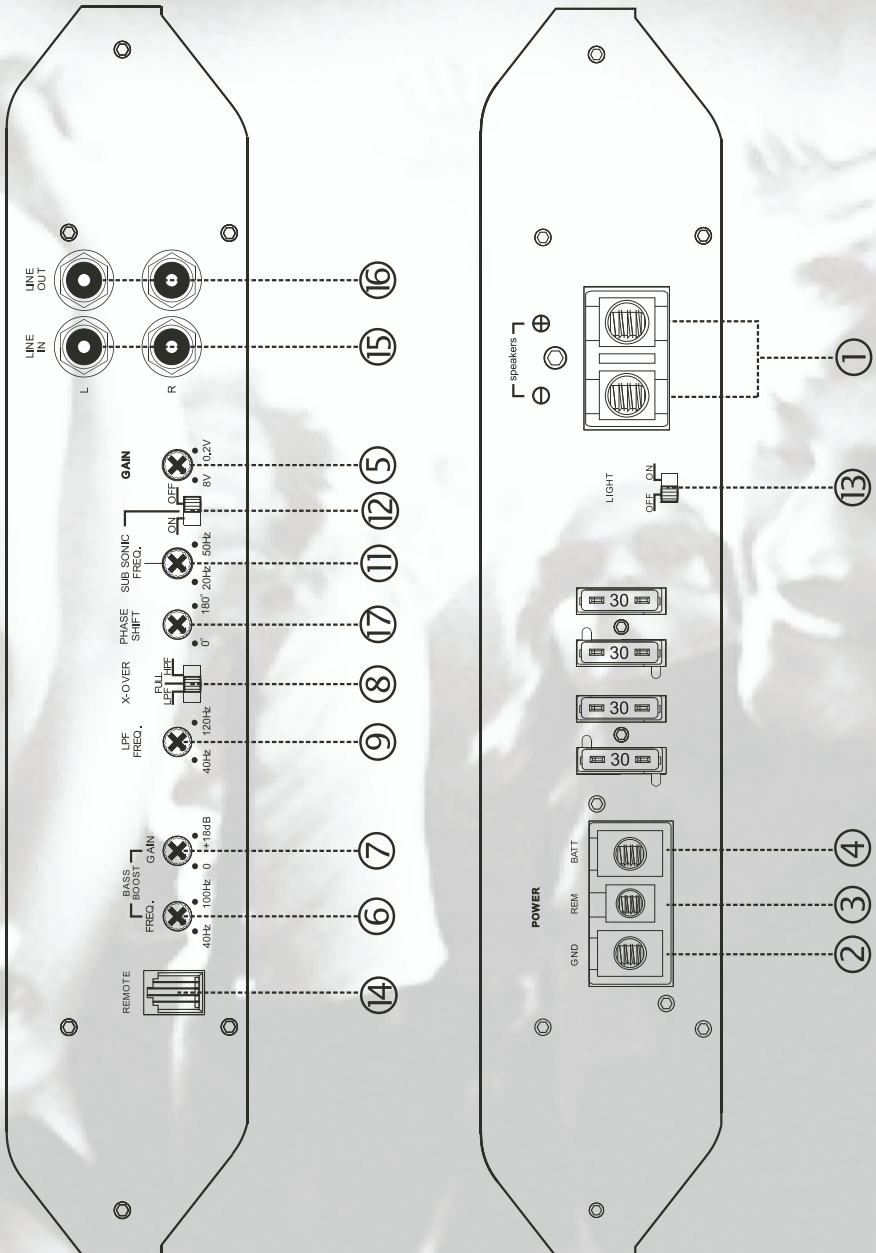 LINE
OUT
LINE
IN
L
R
⑯
⑮
GAIN
8V
0.2V
⑤
ON
OFF
⑫
SUB SONIC
FREQ.
20Hz
50Hz
⑪
PHASE
SHIFT
0°
180°
⑰
X-OVER
LPF
FULL
HPF
⑧
LPF
FREQ.
40Hz
120Hz
⑨
BASS
BOOST
GAIN
0
+18dB
⑦
FREQ.
40Hz
100Hz
⑥
REMOTE
⑭
speakers
⊖
⊕
①
LIGHT
OFF
ON
⑬
30
30
30
30
POWER
BATT
④
REM
③
GND
②